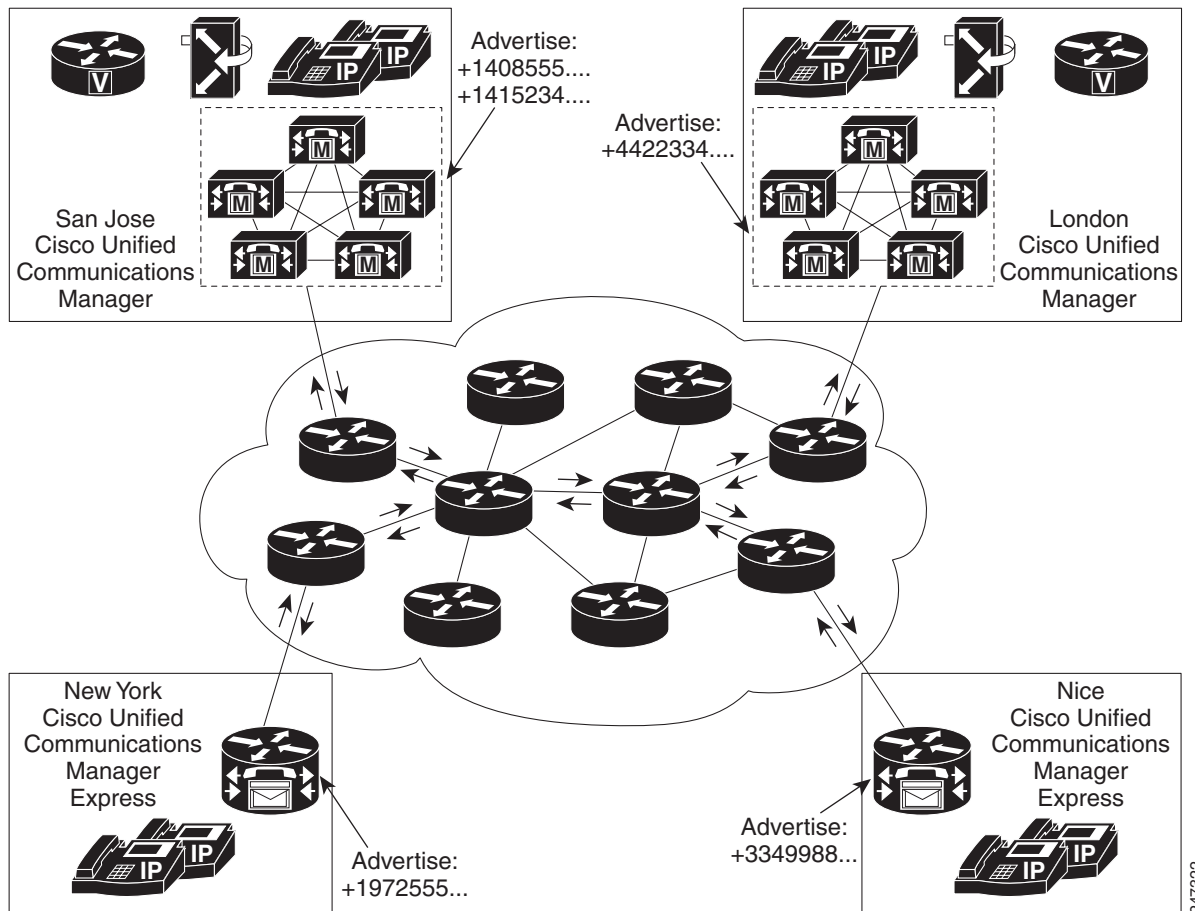 V
IP
IP
Advertise:
+1408555....
+1415234....
M
M
M
M
M
San Jose
Cisco Unified
Communications
Manager
IP
IP
V
Advertise:
+4422334....
M
M
M
M
M
London
Cisco Unified
Communications
Manager
New York
Cisco Unified
Communications
Manager
Express
IP
IP
Advertise:
+1972555...
Nice
Cisco Unified
Communications
Manager
Express
IP
IP
Advertise:
+3349988...